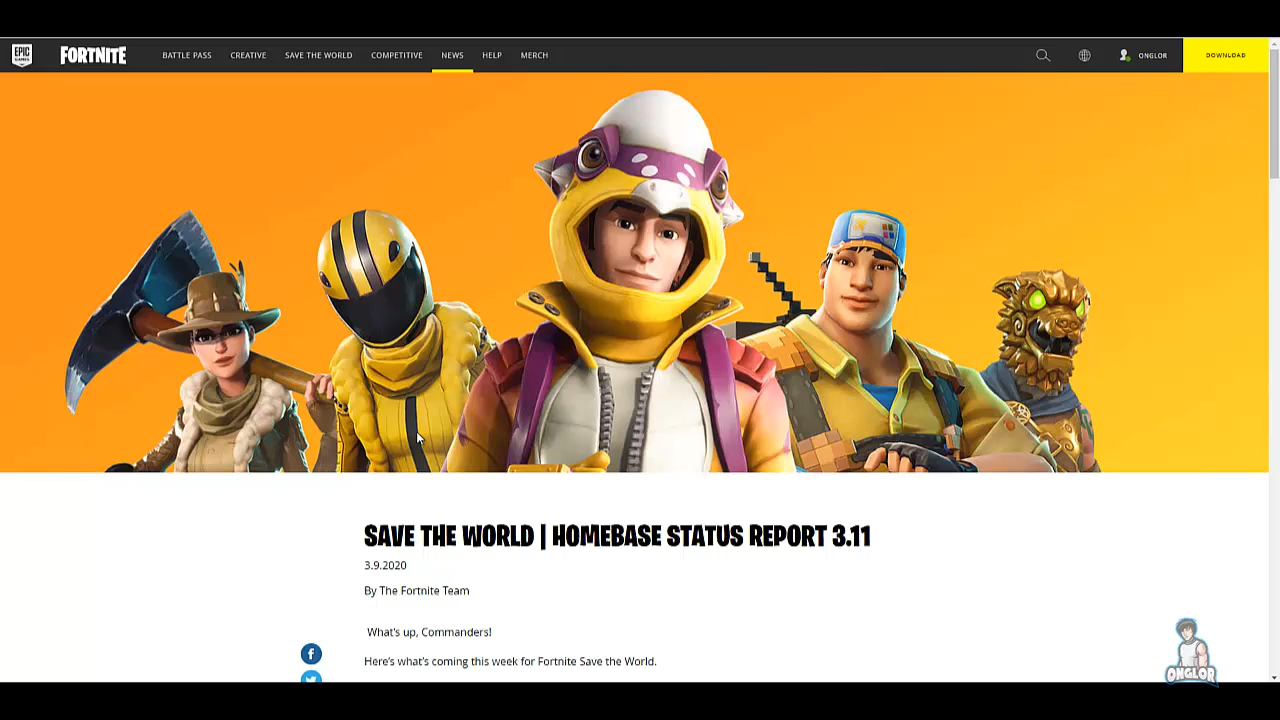 EPIC GAMES
FORTNITE
BATTLE PASS
CREATIVE
SAVE THE WORLD
COMPETITIVE
NEWS
HELP
MERCH
ONGLOR
DOWNLOAD
SAVE THE WORLD | HOMEBASE STATUS REPORT 3.11
3.9.2020
By The Fortnite Team
What's up, Commanders!
Here's what's coming this week for Fortnite Save the World.
ONGLOR